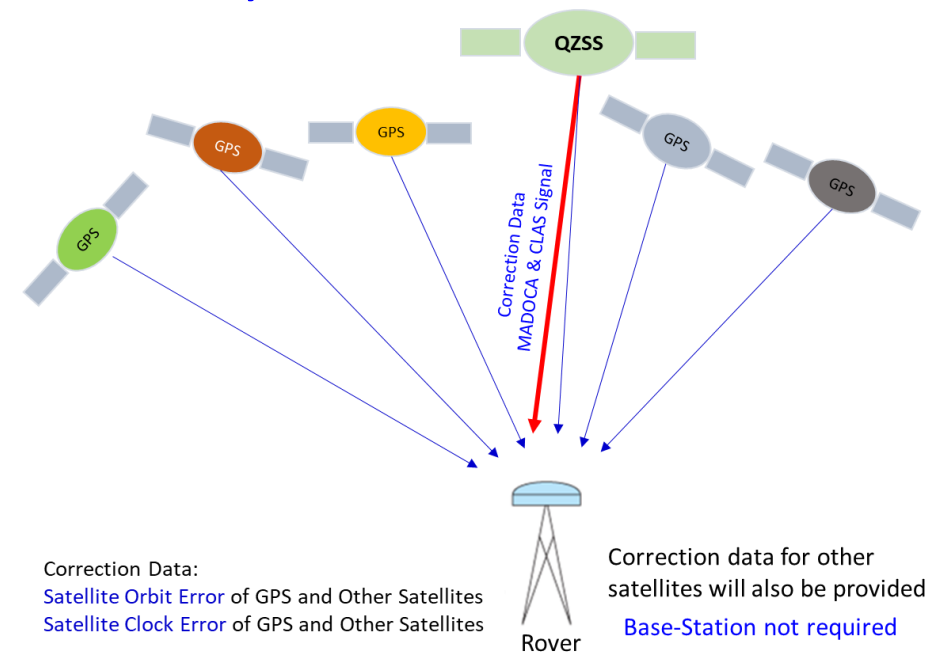 QZSS
GPS
GPS
GPS
GPS
GPS
Correction Data
MADOCA & CLAS Signal
Correction Data:
Satellite Orbit Error of GPS and Other Satellites
Satellite Clock Error of GPS and Other Satellites
Rover
Correction data for other
satellites will also be provided
Base-Station not required